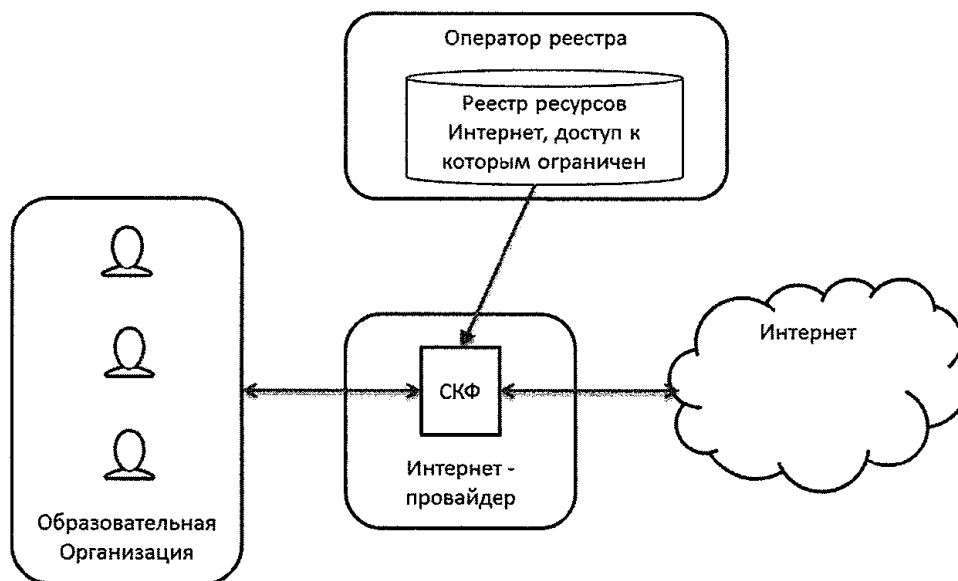 Оператор реестра
Реестр ресурсов
Интернет, доступ к
которым ограничен
Интернет
СКФ
Интернет -
провайдер
Образовательная
Организация